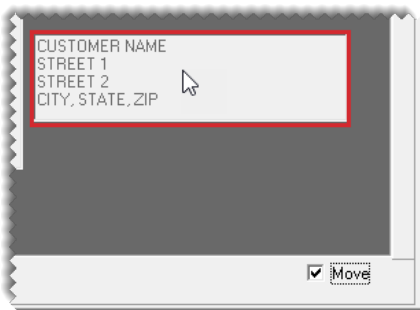 CUSTOMER NAME
STREET 1
STREET 2
CITY, STATE, ZIP
Move